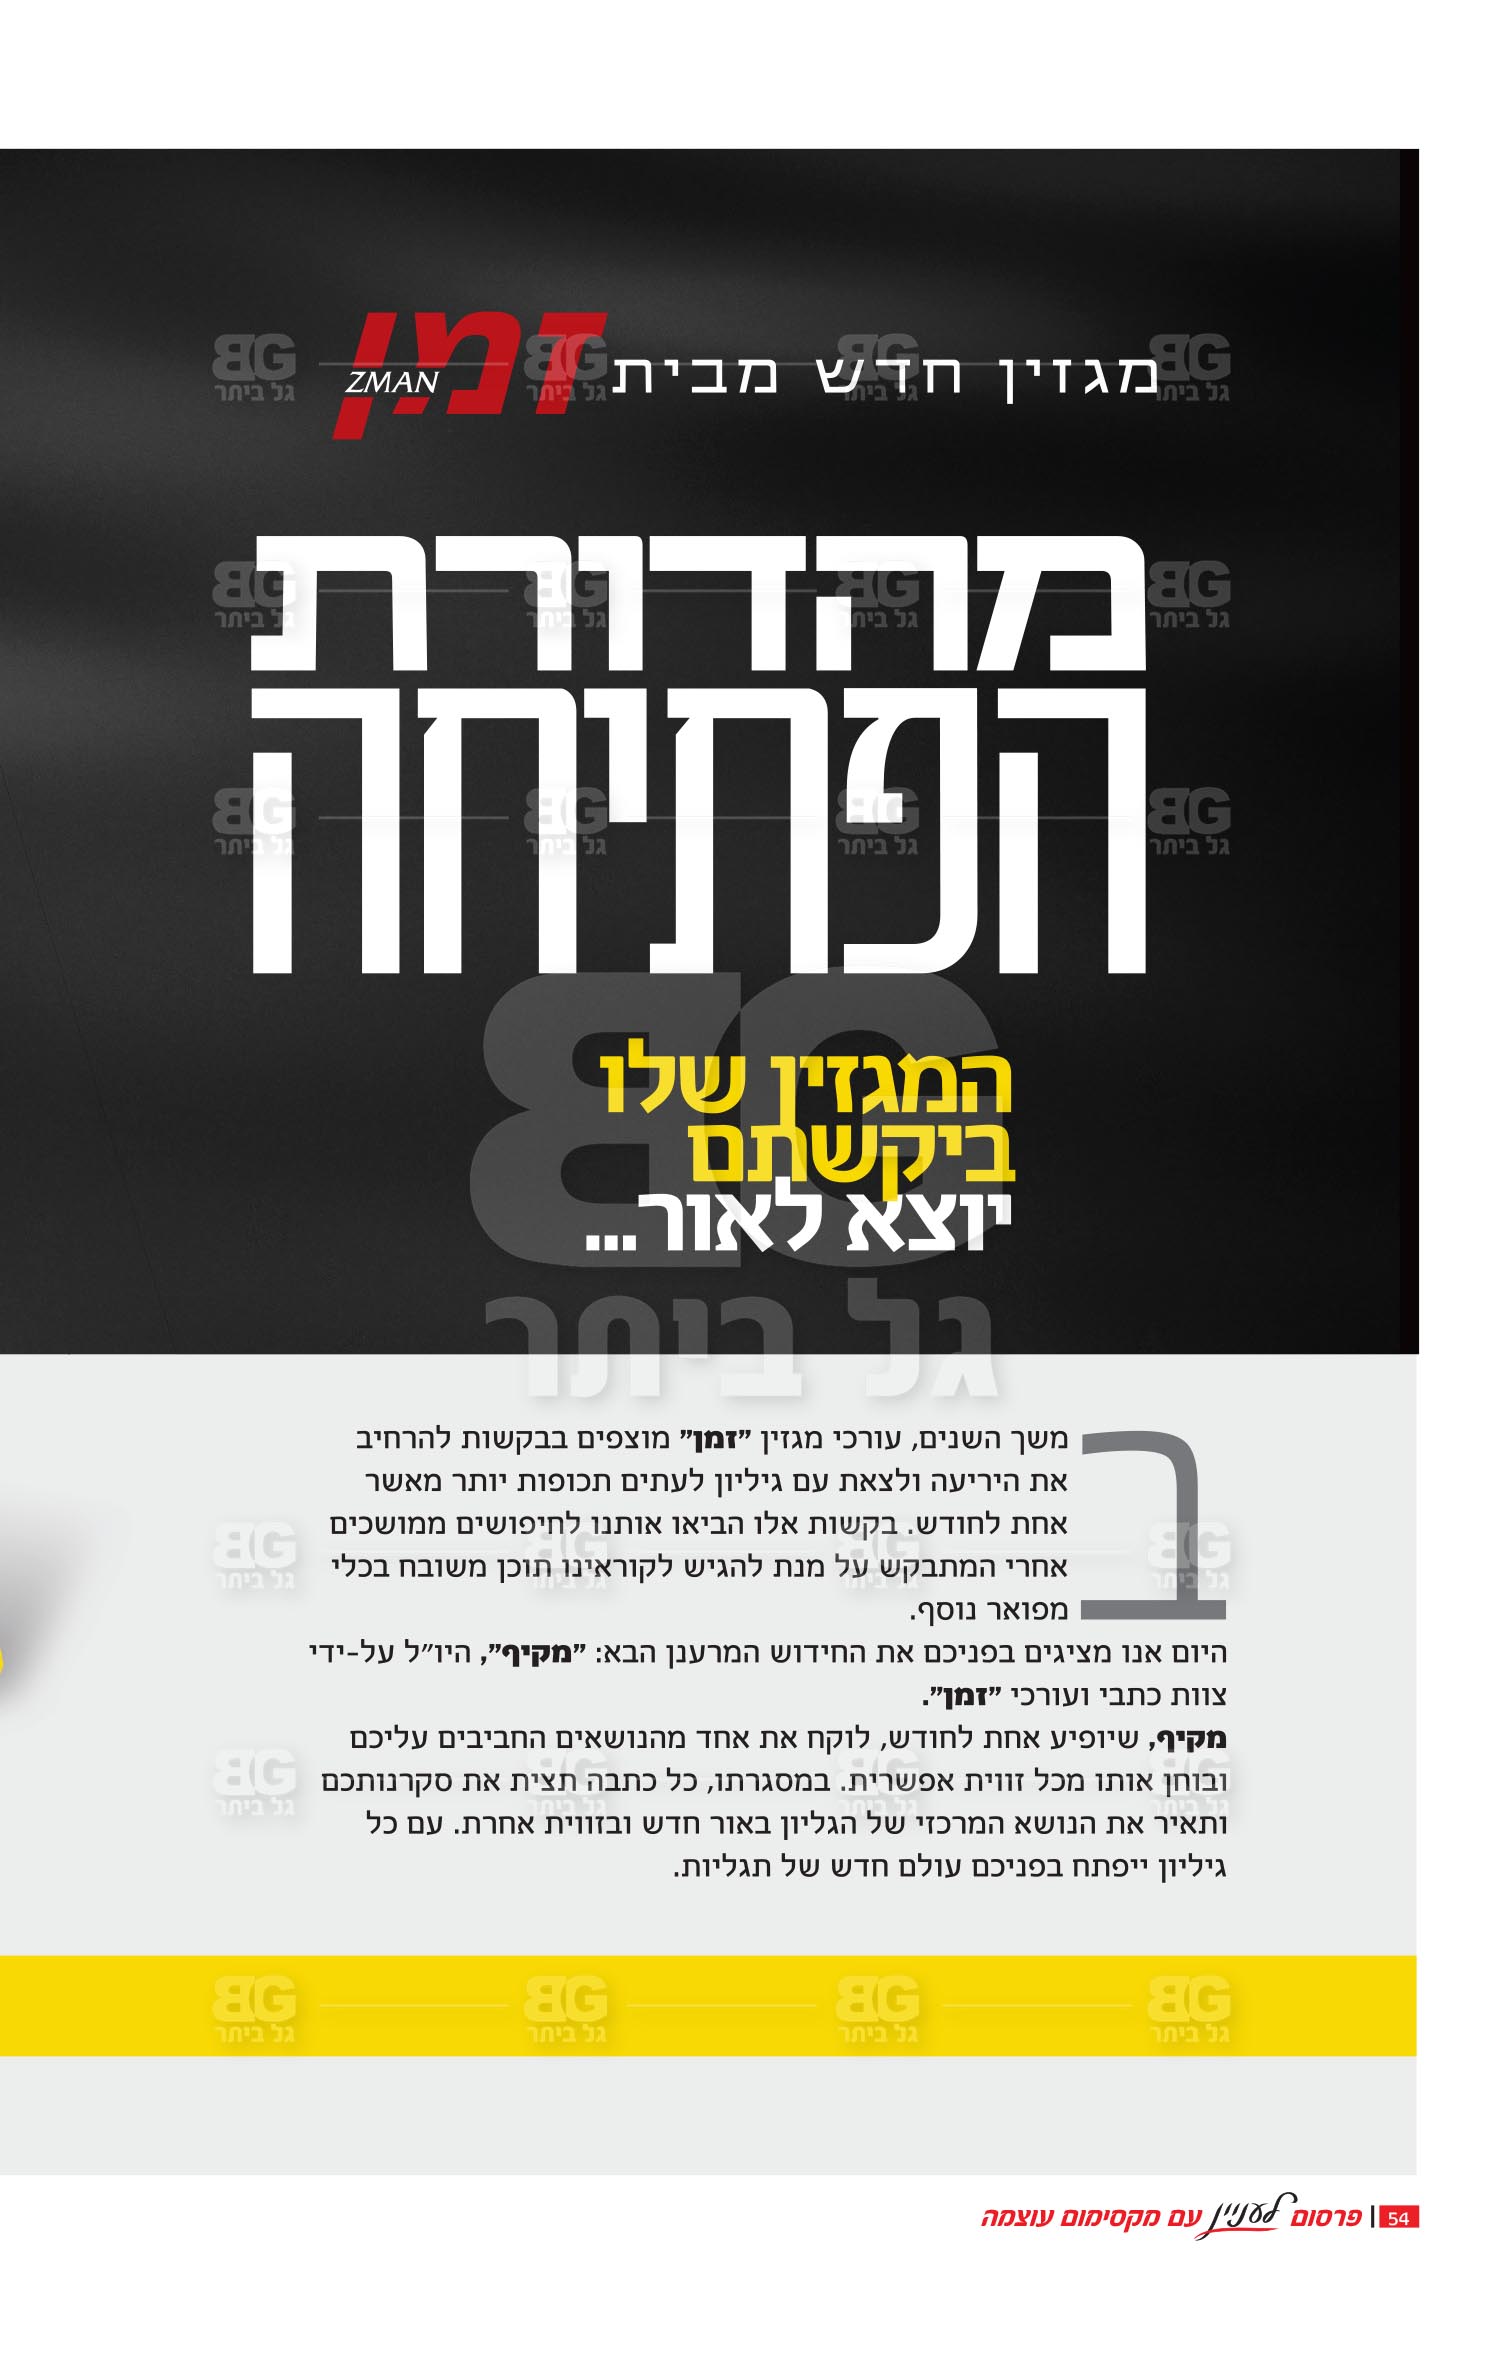 מגזין חדש מבית זמן
ZMAN
מהדורת
הפתיחה
המגזין שלו
ביקשתם
יוצא לאור...
BG
גל ביתר
במשך השנים, עורכי מגזין "זמן" מוצפים בבקשות להרחיב
את היריעה ולצאת עם גיליון לעתים תכופות יותר מאשר
אחת לחודש. בקשות אלו הביאו אותנו לחיפושים ממושכים
אחרי המתבקש על מנת להגיש לקוראינו תוכן משובח בכלי
מפואר נוסף.
היום אנו מציגים בפניכם את החידוש המרענן הבא: "מקיף", היו"ל על-ידי
צוות כתבי ועורכי "זמן".
מקיף, שיופיע אחת לחודש, לוקח את אחד מהנושאים החביבים עליכם
ובוחן אותו מכל זווית אפשרית. במסגרתו, כל כתבה תצית את סקרנותכם
ותאיר את הנושא המרכזי של הגליון באור חדש ובזווית אחרת. עם כל
גיליון ייפתח בפניכם עולם חדש של תגליות.
54 | פרסום לעניין עם מקסימום עוצמה